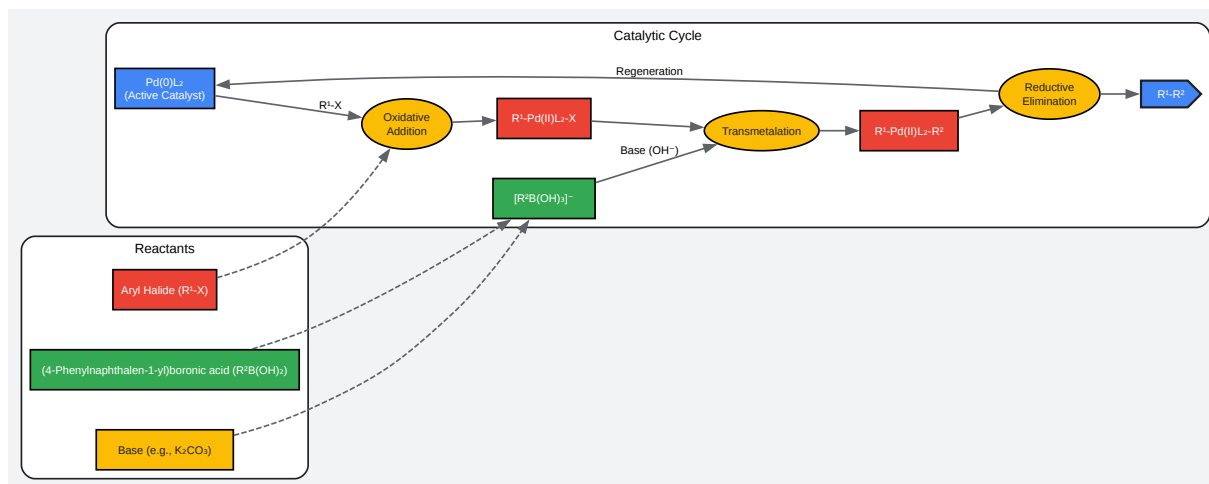 Catalytic Cycle
Pd(0)L₂
(Active Catalyst)
Regeneration
R¹-X
Oxidative
Addition
R¹-Pd(II)L₂-X
Base (OH⁻)
[R²B(OH)₃]⁻
Transmetalation
R¹-Pd(II)L₂-R²
Reductive
Elimination
R¹-R²
Reactants
Aryl Halide (R¹-X)
(4-Phenylnaphthalen-1-yl)boronic acid (R²B(OH)₂)
Base (e.g., K₂CO₃)